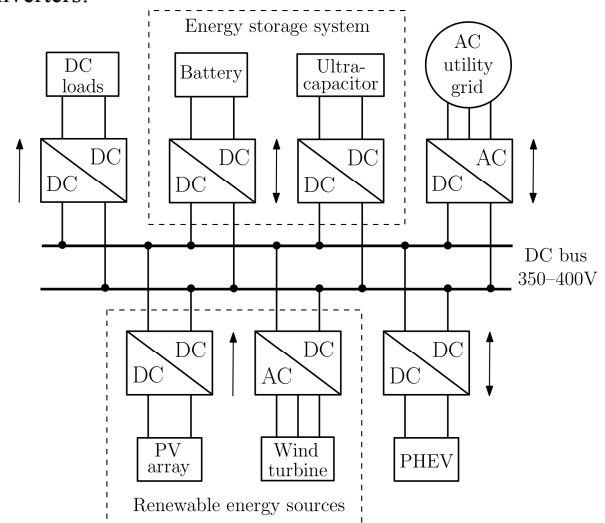 nverters.
Energy storage system
DC
loads
Battery
Ultra-
capacitor
AC
utility
grid
DC
DC
DC
DC
DC
DC
AC
DC
DC bus
350–400V
DC
DC
DC
AC
DC
DC
PV
array
Wind
turbine
PHEV
Renewable energy sources